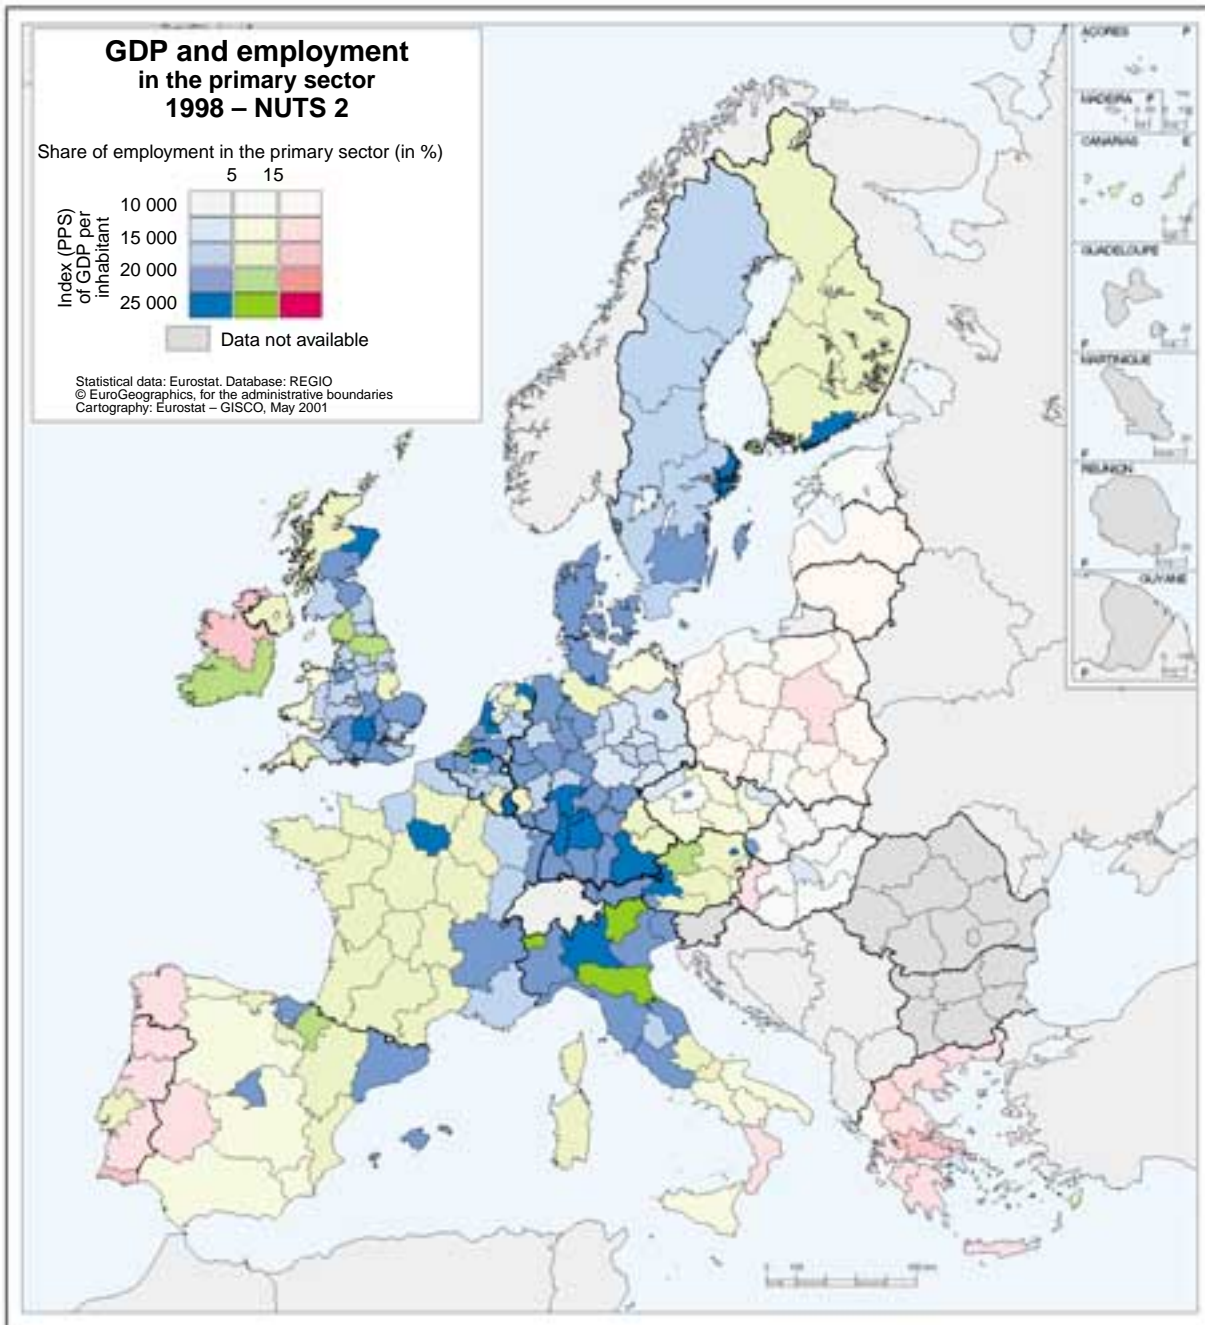 GDP and employment
in the primary sector
1998 – NUTS 2
Share of employment in the primary sector (in %)
5 15
Index (PPS)
of GDP per
inhabitant
10 000
15 000
20 000
25 000
Data not available
Statistical data: Eurostat. Database: REGIO
© EuroGeographics, for the administrative boundaries
Cartography: Eurostat – GISCO, May 2001
AÇORES P
MADEIRA P
CANARIAS E
GUADELOUPE
F
MARTINIQUE
F
REUNION
F
GUYANE
F